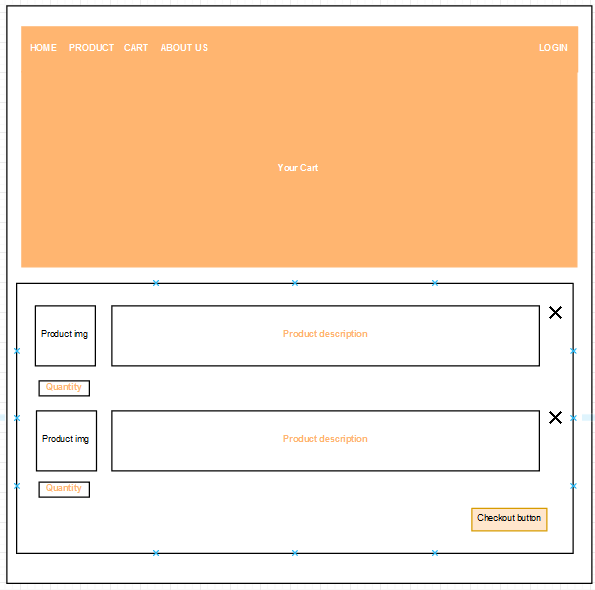 HOME PRODUCT CART ABOUT US LOGIN
Your Cart
Product img Product description
Quantity
Product img Product description
Quantity
Checkout button